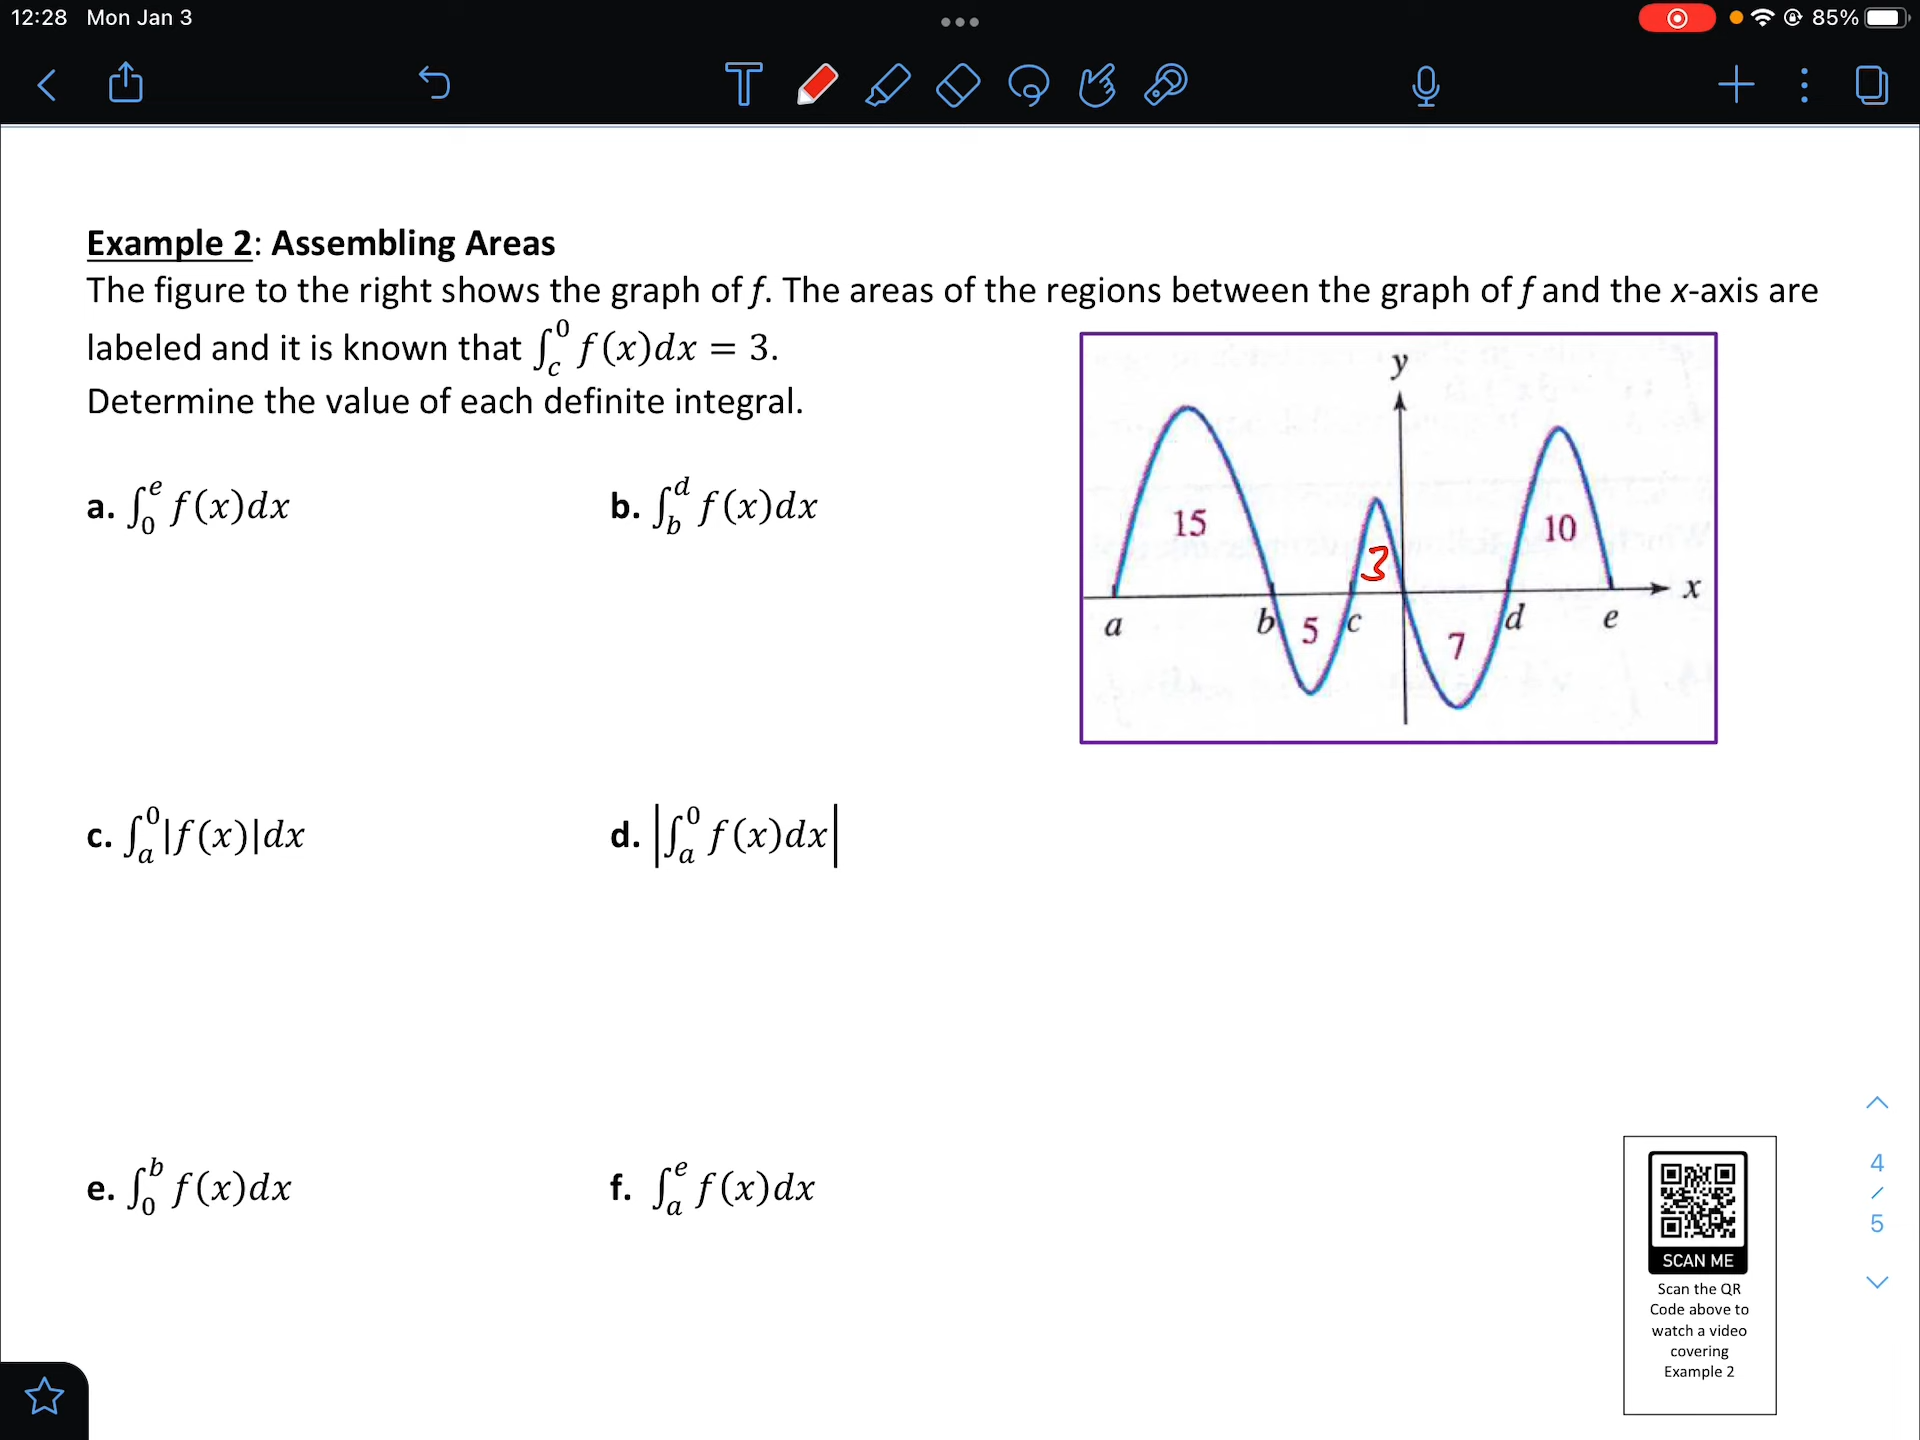 12:28 Mon Jan 3
85%
Example 2: Assembling Areas
The figure to the right shows the graph of f. The areas of the regions between the graph of f and the x-axis are
labeled and it is known that ∫_c^0 f(x)dx = 3.
Determine the value of each definite integral.
a. ∫_0^e f(x)dx
b. ∫_b^d f(x)dx
y
15
10
3
x
a
b
5
c
7
d
e
c. ∫_a^0 |f(x)|dx
d. |∫_a^0 f(x)dx|
e. ∫_0^b f(x)dx
f. ∫_a^e f(x)dx
SCAN ME
Scan the QR
Code above to
watch a video
covering
Example 2
4
/
5